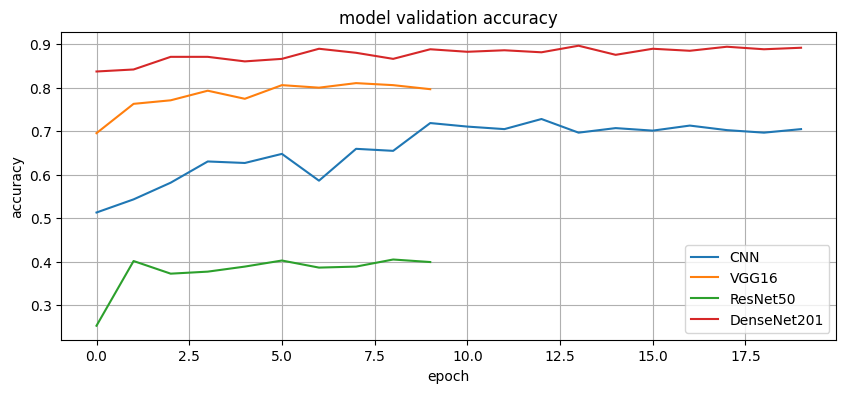 model validation accuracy
0.9
0.8
0.7
0.6
0.5
0.4
0.3
accuracy
0.0 2.5 5.0 7.5 10.0 12.5 15.0 17.5
epoch
CNN
VGG16
ResNet50
DenseNet201